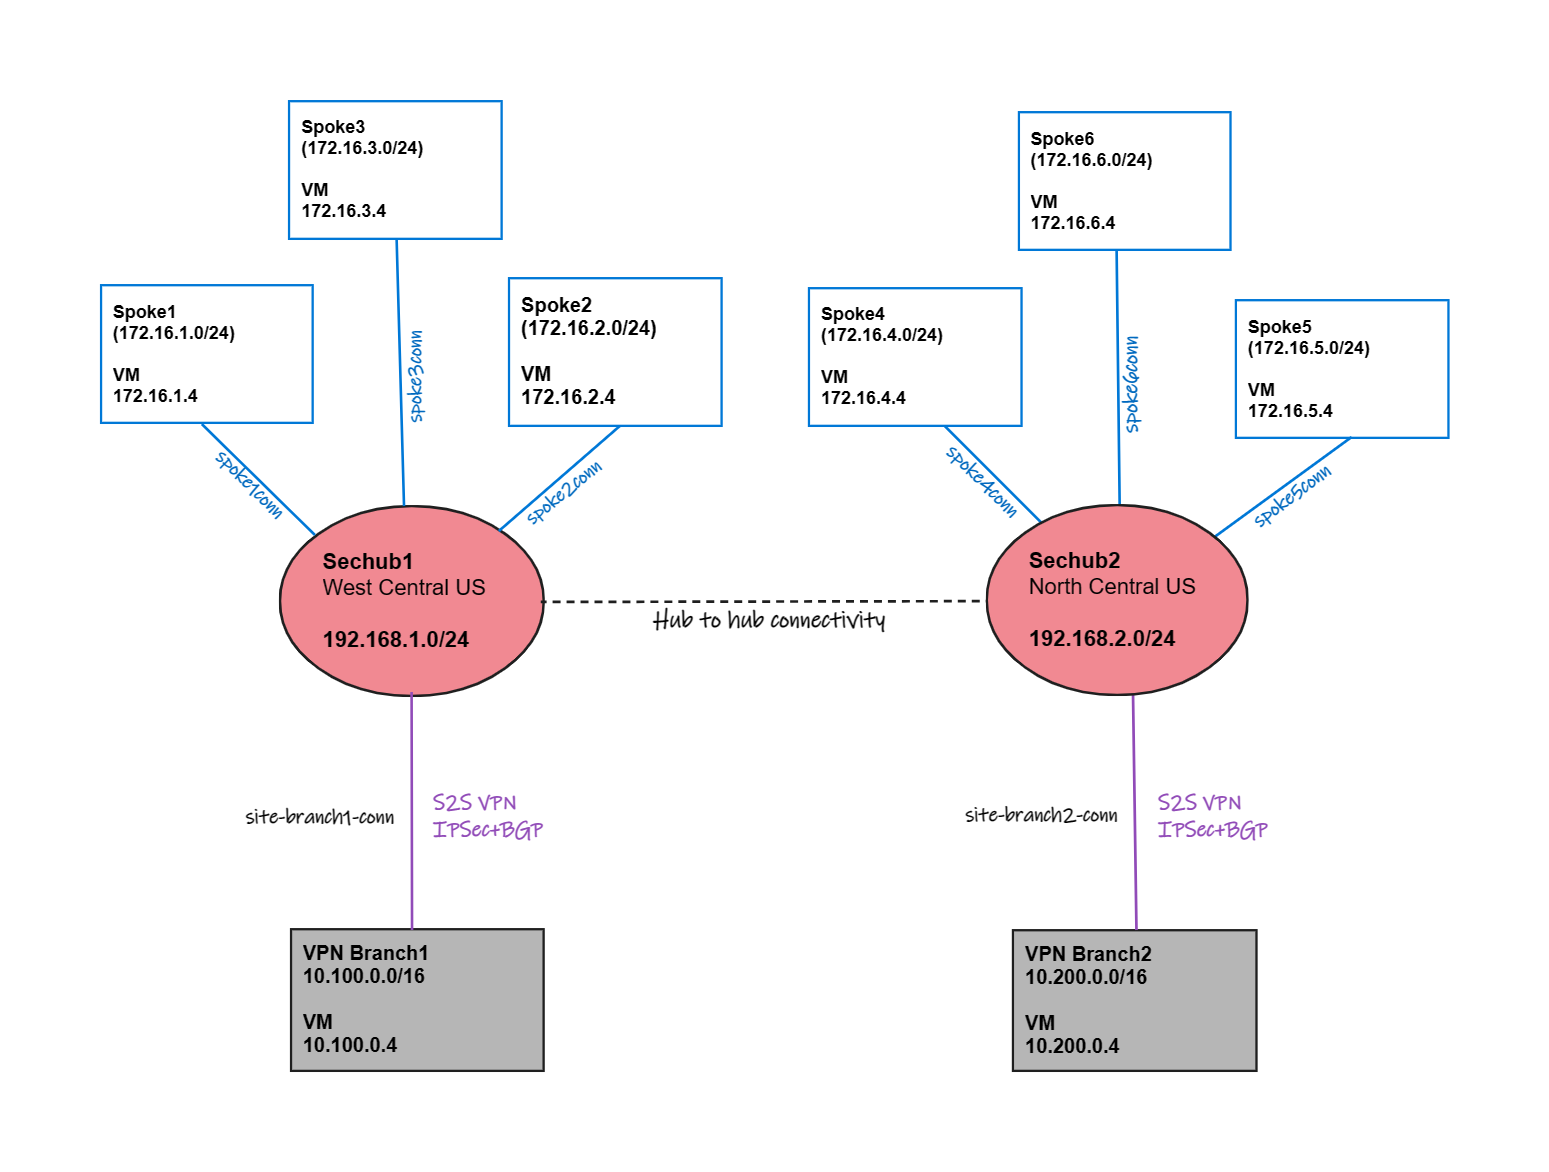 Spoke3
(172.16.3.0/24)
VM
172.16.3.4
Spoke6
(172.16.6.0/24)
VM
172.16.6.4
Spoke1
(172.16.1.0/24)
VM
172.16.1.4
Spoke2
(172.16.2.0/24)
VM
172.16.2.4
Spoke4
(172.16.4.0/24)
VM
172.16.4.4
Spoke5
(172.16.5.0/24)
VM
172.16.5.4
spoke1conn
spoke3conn
spoke2conn
spoke4conn
spoke6conn
spoke5conn
Sechub1
West Central US
192.168.1.0/24
Hub to hub connectivity
Sechub2
North Central US
192.168.2.0/24
site-branch1-conn
S2S VPN
IPSec+BGP
site-branch2-conn
S2S VPN
IPSec+BGP
VPN Branch1
10.100.0.0/16
VM
10.100.0.4
VPN Branch2
10.200.0.0/16
VM
10.200.0.4